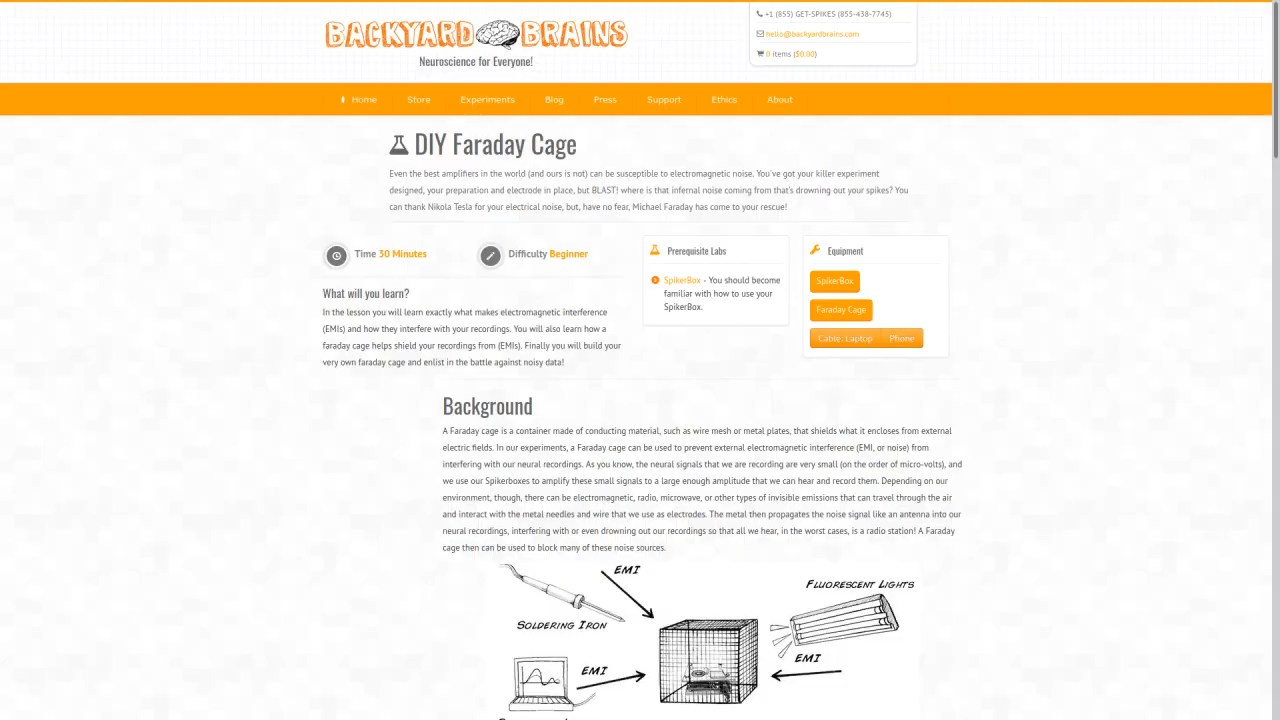 BACKYARD BRAINS
Neuroscience for Everyone!
+1 (855) GET-SPIKES (855-438-7745)
hello@backyardbrains.com
0 items ($0.00)
Home Store Experiments Blog Press Support Ethics About
DIY Faraday Cage
Even the best amplifiers in the world (and ours is not) can be susceptible to electromagnetic noise. You've got your killer experiment
designed, your preparation and electrode in place, but BLAST! where is that infernal noise coming from that's drowning out your spikes? You
can thank Nikola Tesla for your electrical noise, but, have no fear, Michael Faraday has come to your rescue!
Time 30 Minutes
Difficulty Beginner
What will you learn?
In the lesson you will learn exactly what makes electromagnetic interference
(EMIs) and how they interfere with your recordings. You will also learn how a
faraday cage helps shield your recordings from (EMIs). Finally you will build your
very own faraday cage and enlist in the battle against noisy data!
Prerequisite Labs
SpikerBox - You should become
familiar with how to use your
SpikerBox.
Equipment
SpikerBox
Faraday Cage
Cable: Laptop Phone
Background
A Faraday cage is a container made of conducting material, such as wire mesh or metal plates, that shields what it encloses from external
electric fields. In our experiments, a Faraday cage can be used to prevent external electromagnetic interference (EMI, or noise) from
interfering with our neural recordings. As you know, the neural signals that we are recording are very small (on the order of micro-volts), and
we use our Spikerboxes to amplify these small signals to a large enough amplitude that we can hear and record them. Depending on our
environment, though, there can be electromagnetic, radio, microwave, or other types of invisible emissions that can travel through the air
and interact with the metal needles and wire that we use as electrodes. The metal then propagates the noise signal like an antenna into our
neural recordings, interfering with or even drowning out our recordings so that all we hear, in the worst cases, is a radio station! A Faraday
cage then can be used to block many of these noise sources.
EMI
FLUORESCENT LIGHTS
SOLDERING IRON
EMI
EMI